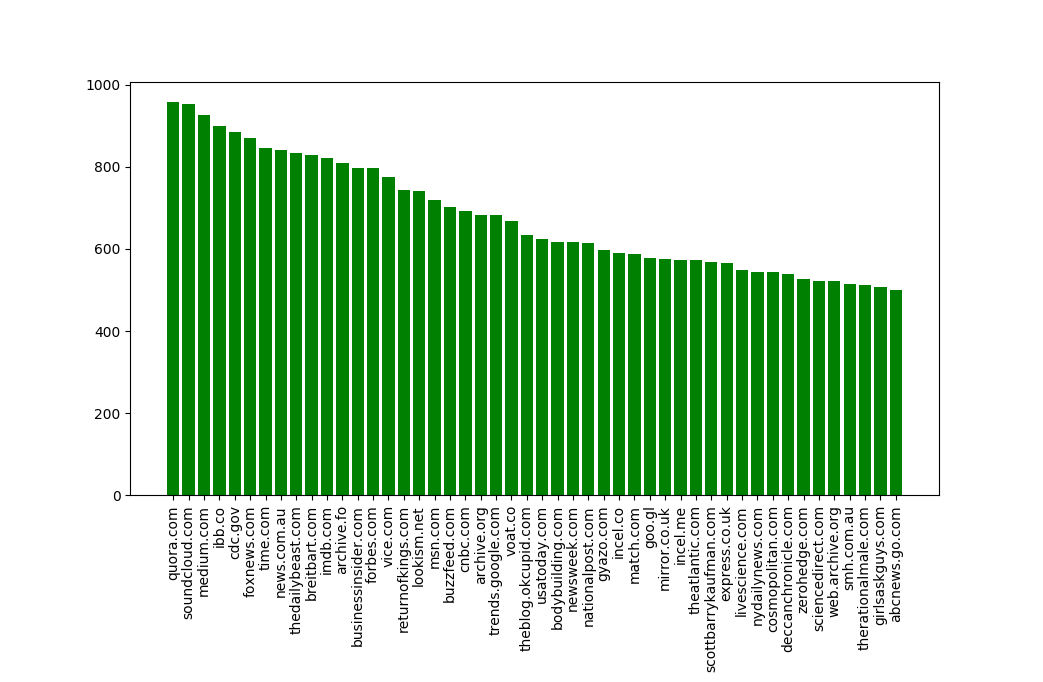 1000
800
600
400
200
0
quora.com
soundcloud.com
medium.com
ibb.co
cdc.gov
foxnews.com
time.com
news.com.au
thedailybeast.com
breitbart.com
imdb.com
archive.fo
businessinsider.com
forbes.com
vice.com
returnofkings.com
lookism.net
msn.com
buzzfeed.com
cnbc.com
archive.org
trends.google.com
voat.co
theblog.okcupid.com
usatoday.com
bodybuilding.com
newsweek.com
nationalpost.com
gyazo.com
incel.co
match.com
goo.gl
mirror.co.uk
incel.me
theatlantic.com
scottbarrykaufman.com
express.co.uk
livescience.com
nydailynews.com
cosmopolitan.com
deccanchronicle.com
zerohedge.com
sciencedirect.com
web.archive.org
smh.com.au
therationalmale.com
girlsaskguys.com
abcnews.go.com